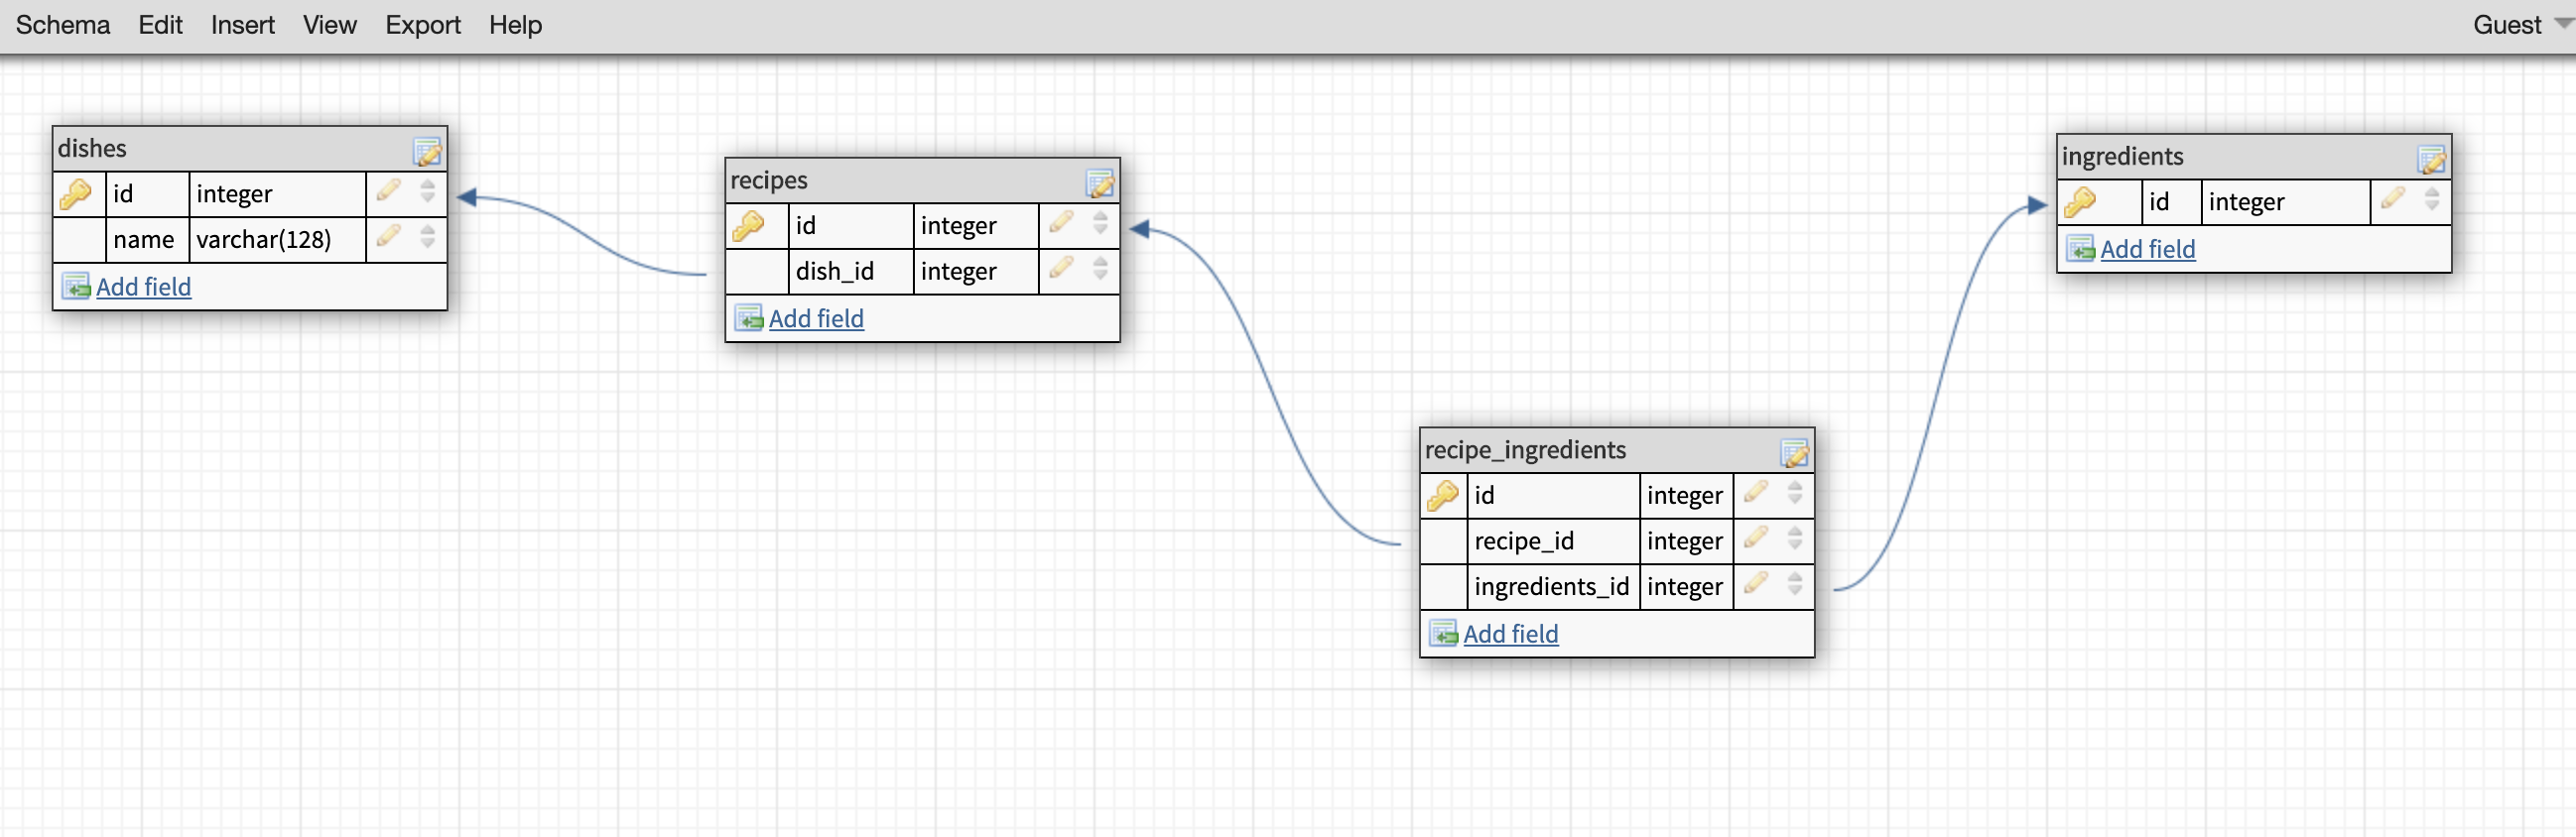 Schema Edit Insert View Export Help Guest
dishes
id integer
name varchar(128)
Add field
recipes
id integer
dish_id integer
Add field
ingredients
id integer
Add field
recipe_ingredients
id integer
recipe_id integer
ingredients_id integer
Add field